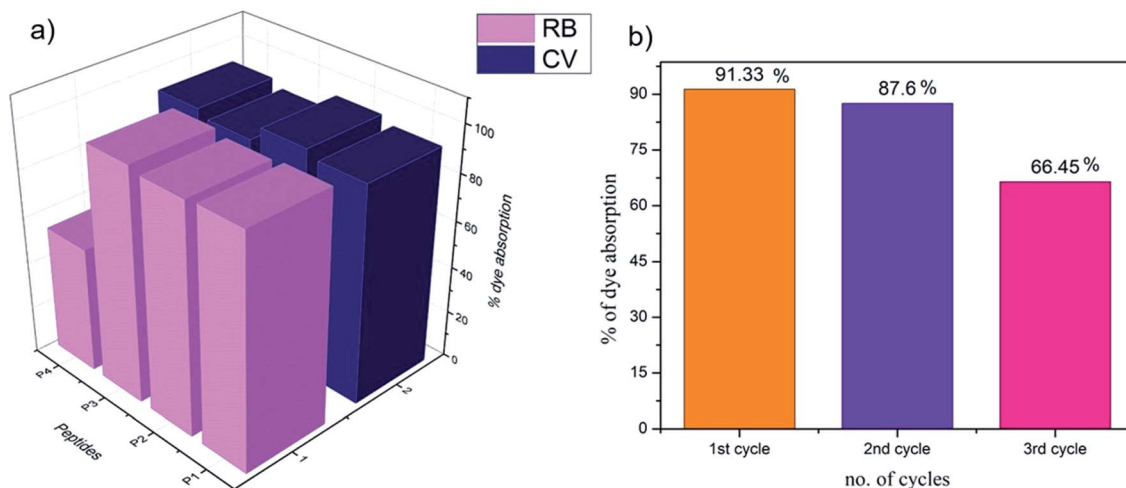 a)
RB
CV
100
80
60
40
20
0
% dye absorption
P4
P3
P2
P1
Peptides
1
2
b)
91.33 %
87.6 %
66.45 %
90
75
60
45
30
15
0
% of dye absorption
1st cycle
2nd cycle
3rd cycle
no. of cycles